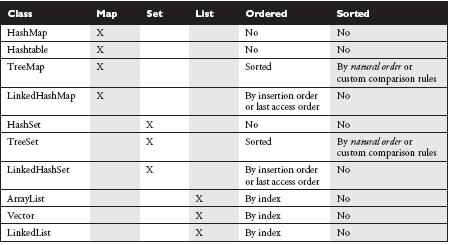 Class Map Set List Ordered Sorted
HashMap X No No
Hashtable X No No
TreeMap X Sorted By natural order or
custom comparison rules
LinkedHashMap X By insertion order No
or last access order
HashSet X No No
TreeSet X Sorted By natural order or
custom comparison rules
LinkedHashSet X By insertion order No
or last access order
ArrayList X By index No
Vector X By index No
LinkedList X By index No